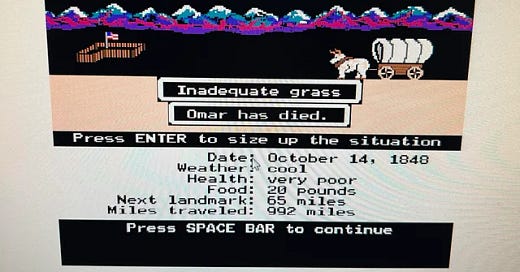 Inadequate grass
Omar has died.
Press ENTER to size up the situation
Date: October 14, 1848
Weather: cool
Health: very poor
Food: 20 pounds
Next landmark: 65 miles
Miles traveled: 992 miles
Press SPACE BAR to continue